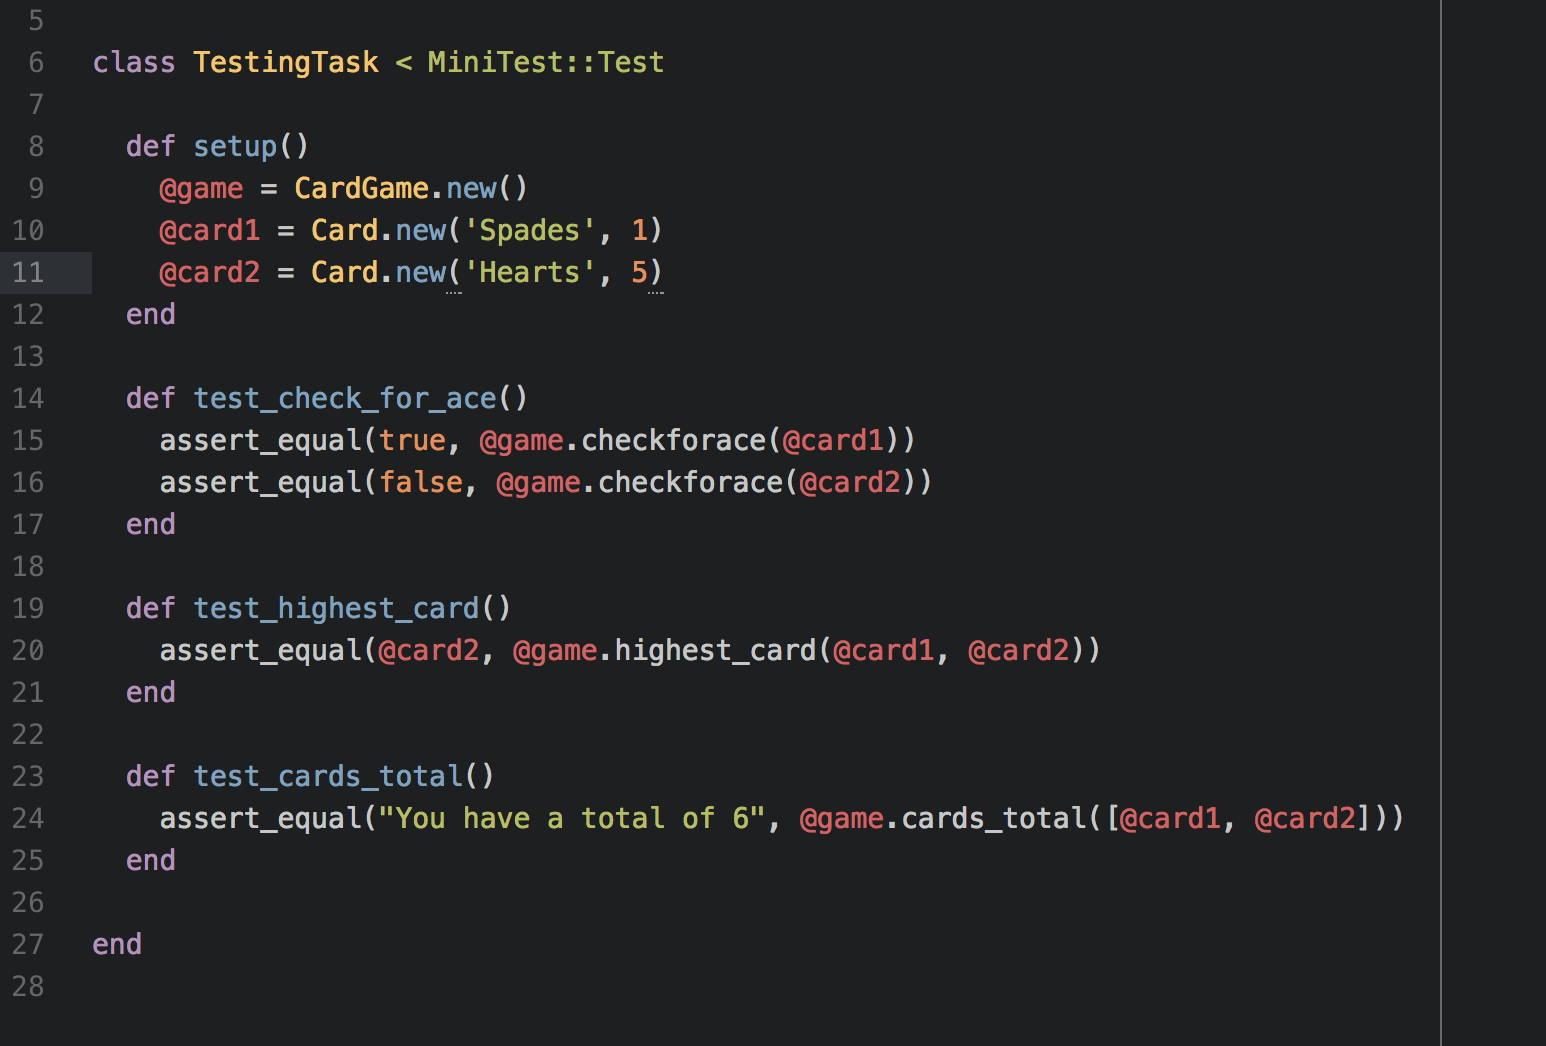 5
6 class TestingTask < MiniTest::Test
7
8 def setup()
9 @game = CardGame.new()
10 @card1 = Card.new('Spades', 1)
11 @card2 = Card.new('Hearts', 5)
12 end
13
14 def test_check_for_ace()
15 assert_equal(true, @game.checkforace(@card1))
16 assert_equal(false, @game.checkforace(@card2))
17 end
18
19 def test_highest_card()
20 assert_equal(@card2, @game.highest_card(@card1, @card2))
21 end
22
23 def test_cards_total()
24 assert_equal("You have a total of 6", @game.cards_total([@card1, @card2]))
25 end
26
27 end
28